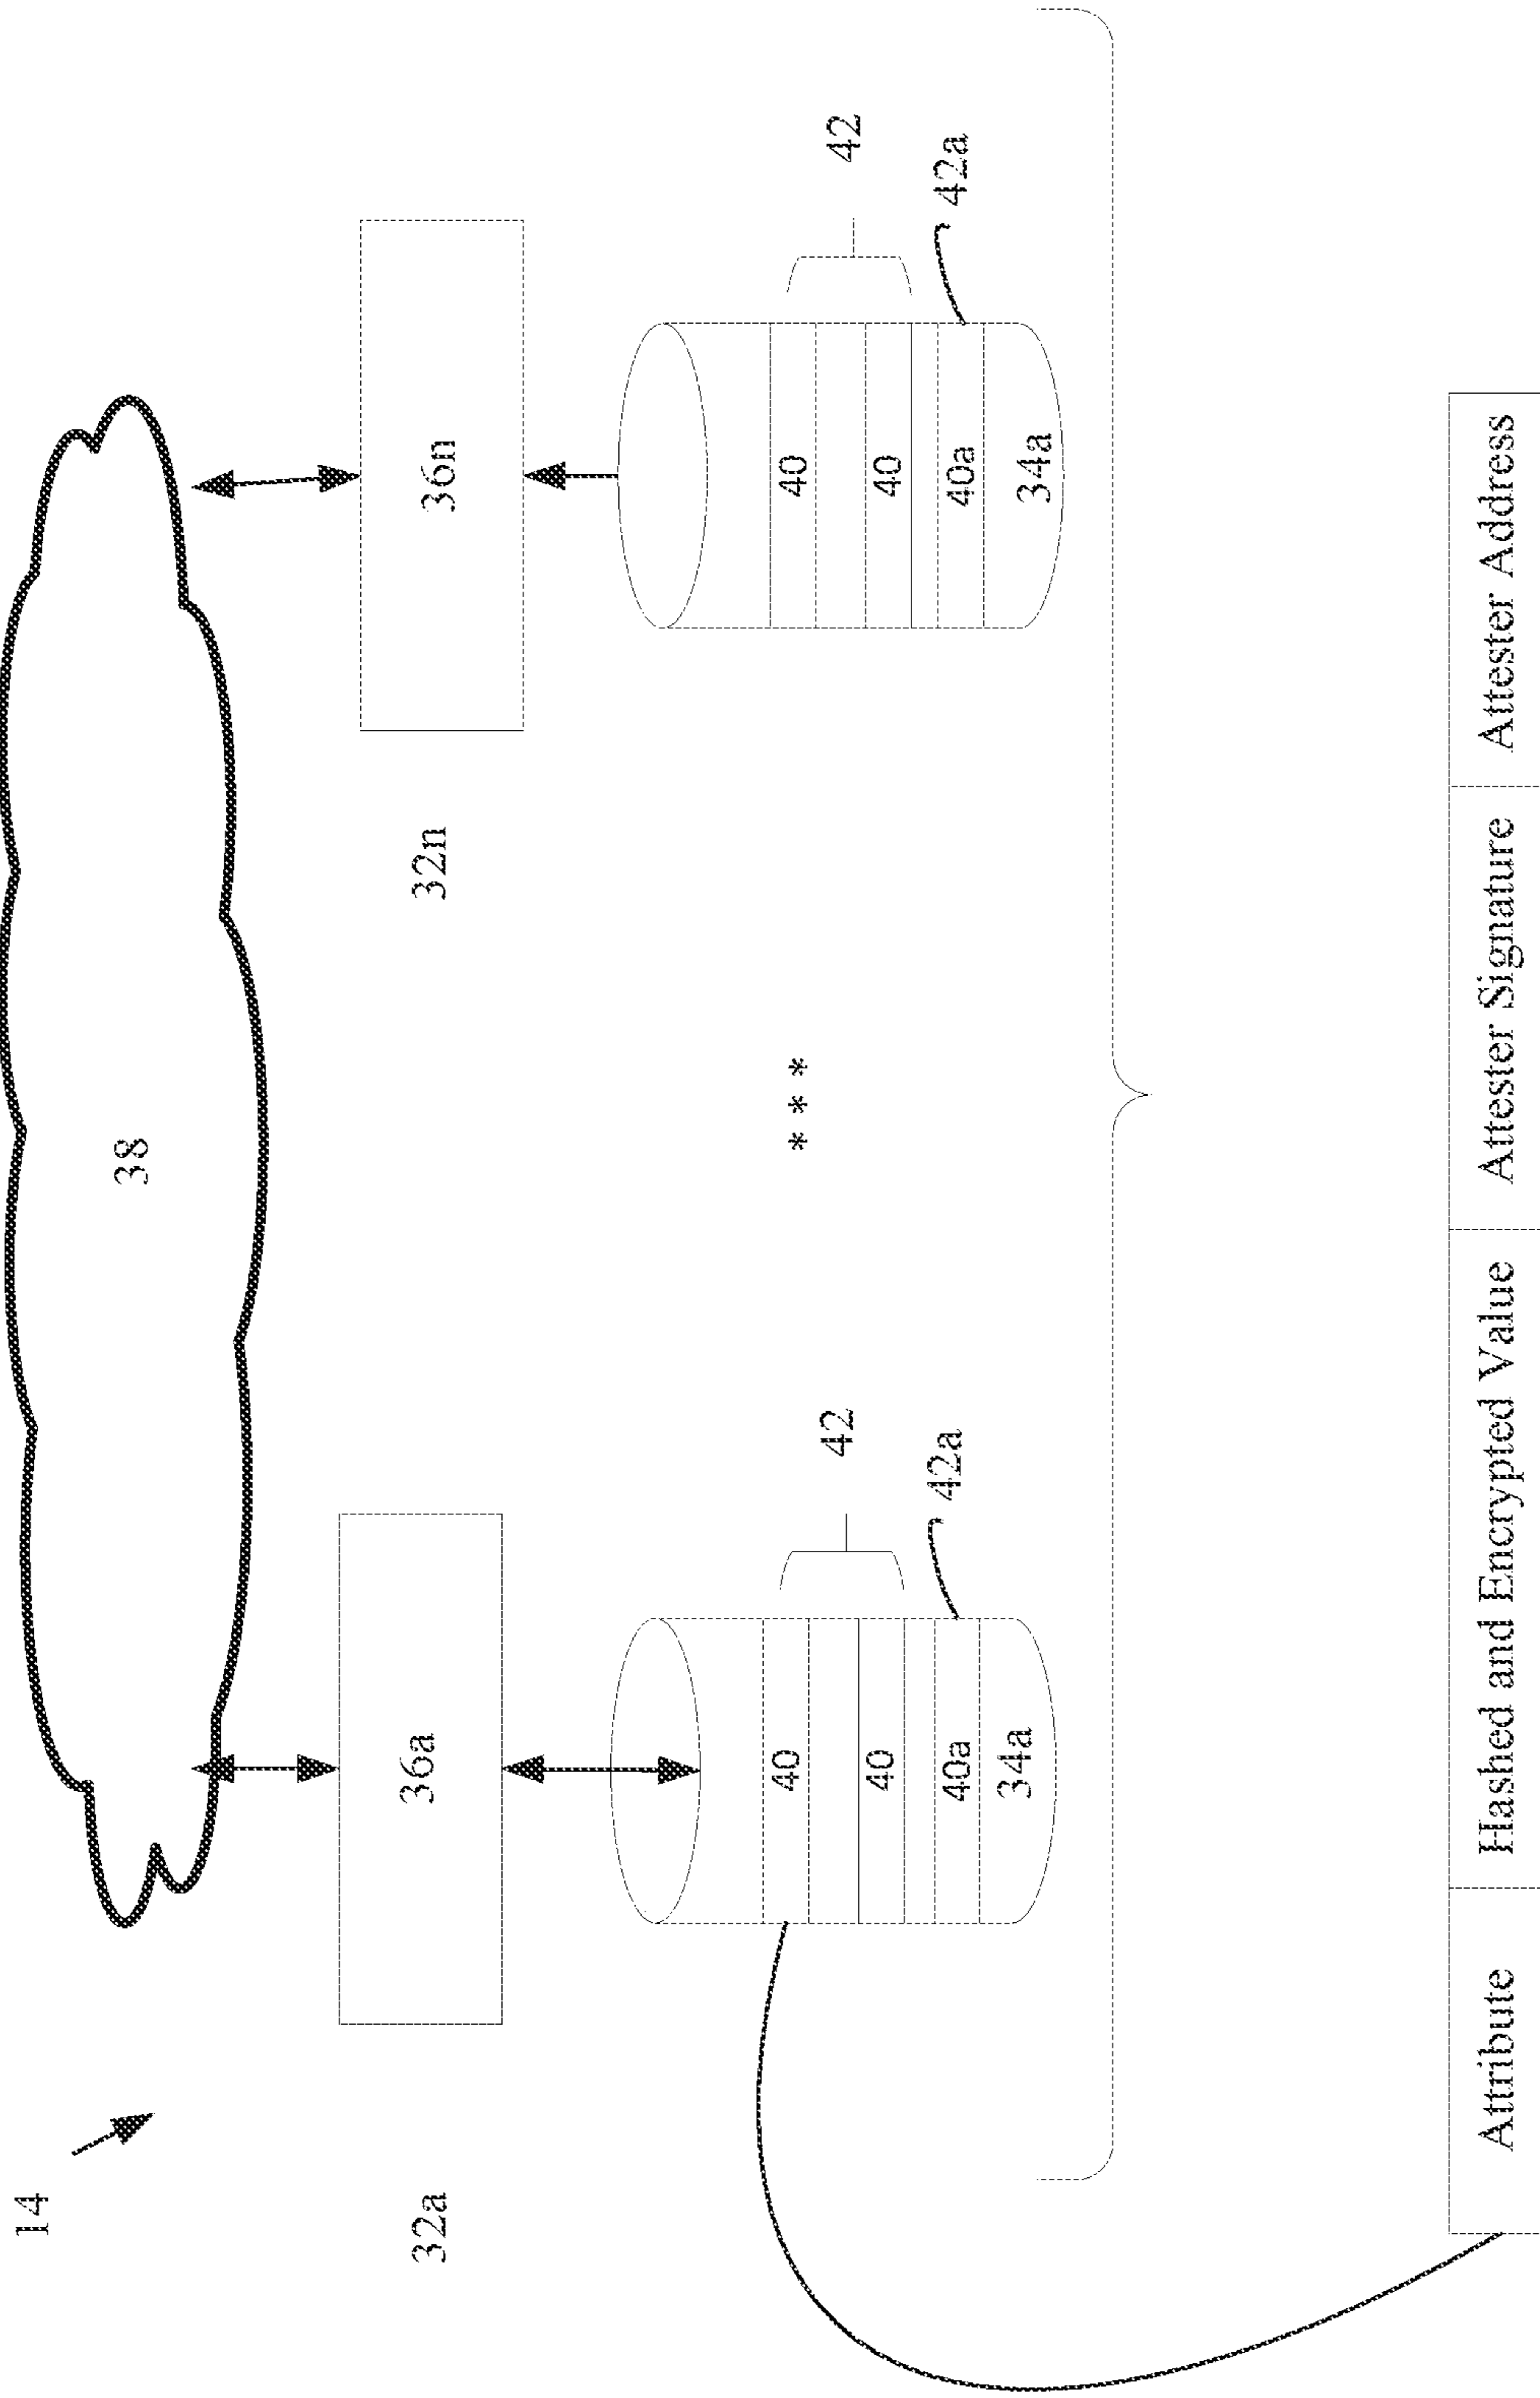 14
38
32a
36a
32n
36n
* * *
40
40
40a
34a
42
42a
40
40
40a
34a
42
42a
Attribute
Hashed and Encrypted Value
Attester Signature
Attester Address